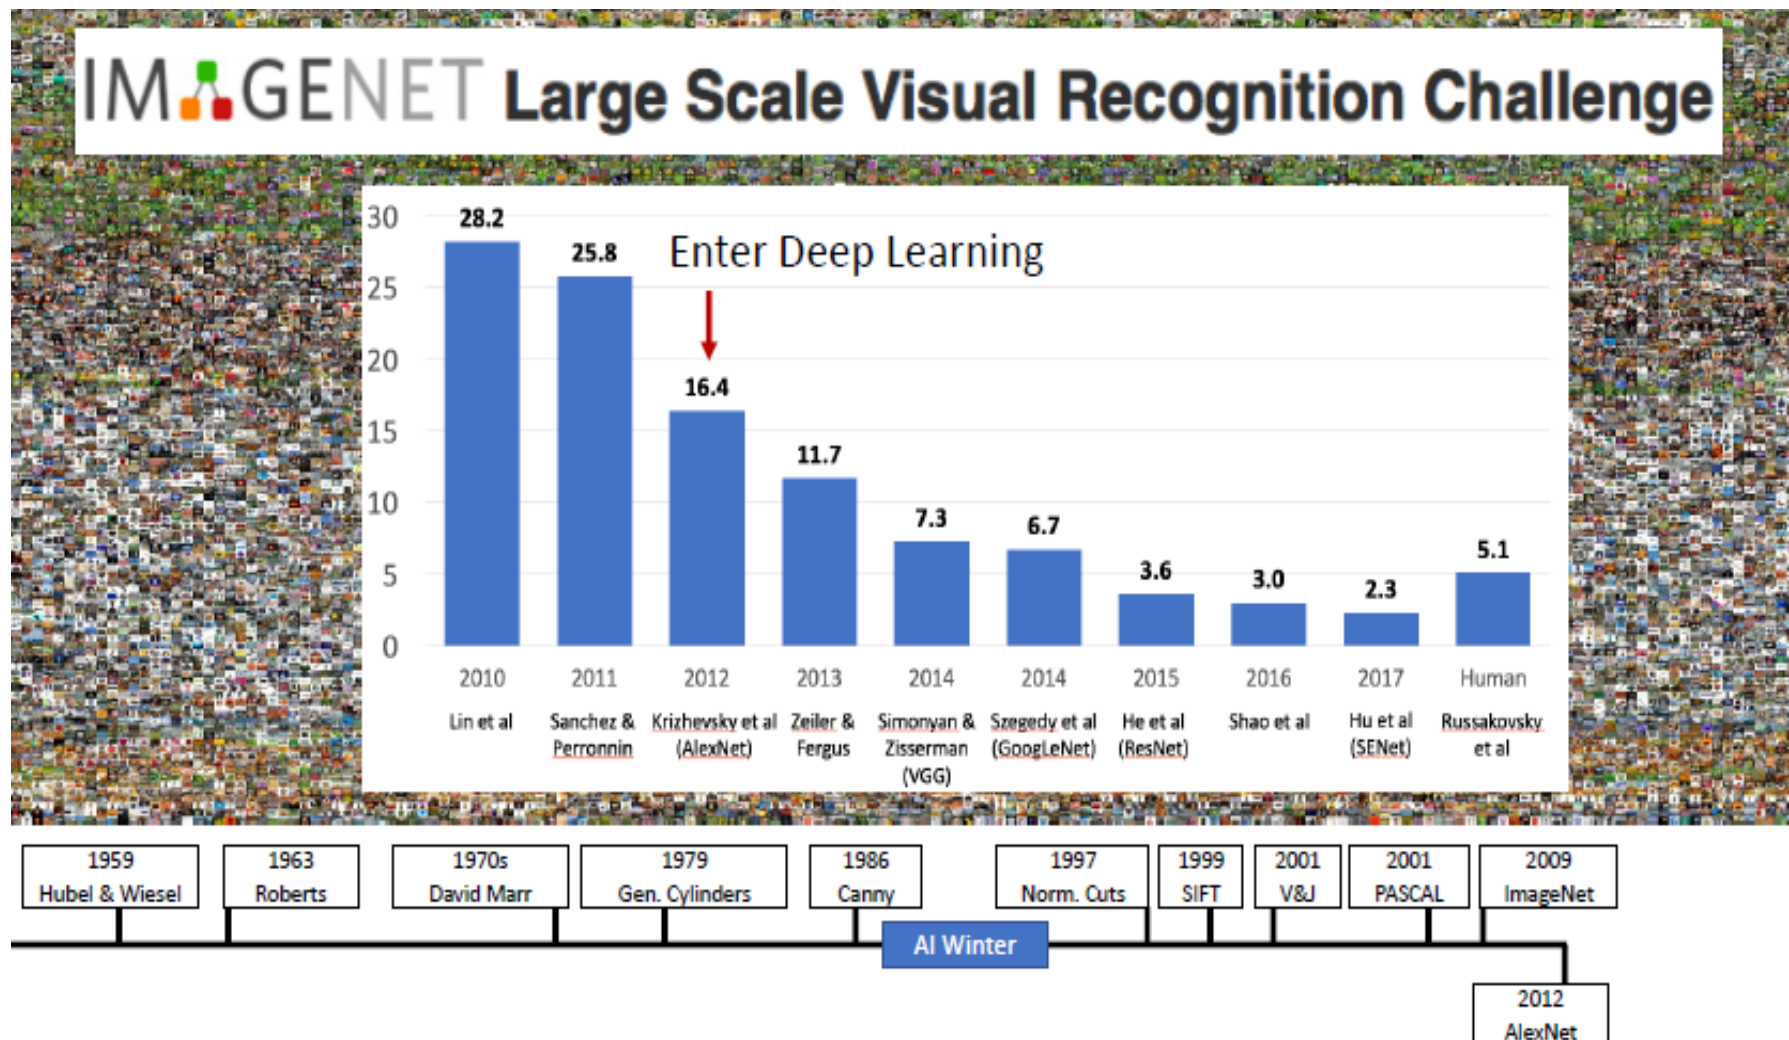 IMAGENET Large Scale Visual Recognition Challenge
30
25
20
15
10
5
0
Enter Deep Learning
28.2
25.8
16.4
11.7
7.3
6.7
3.6
3.0
2.3
5.1
2010
Lin et al
2011
Sanchez &
Perronnin
2012
Krizhevsky et al
(AlexNet)
2013
Zeiler &
Fergus
2014
Simonyan &
Zisserman
(VGG)
2014
Szegedy et al
(GoogLeNet)
2015
He et al
(ResNet)
2016
Shao et al
2017
Hu et al
(SENet)
Human
Russakovsky
et al
1959
Hubel & Wiesel
1963
Roberts
1970s
David Marr
1979
Gen. Cylinders
1986
Canny
1997
Norm. Cuts
1999
SIFT
2001
V&J
2001
PASCAL
2009
ImageNet
AI Winter
2012
AlexNet